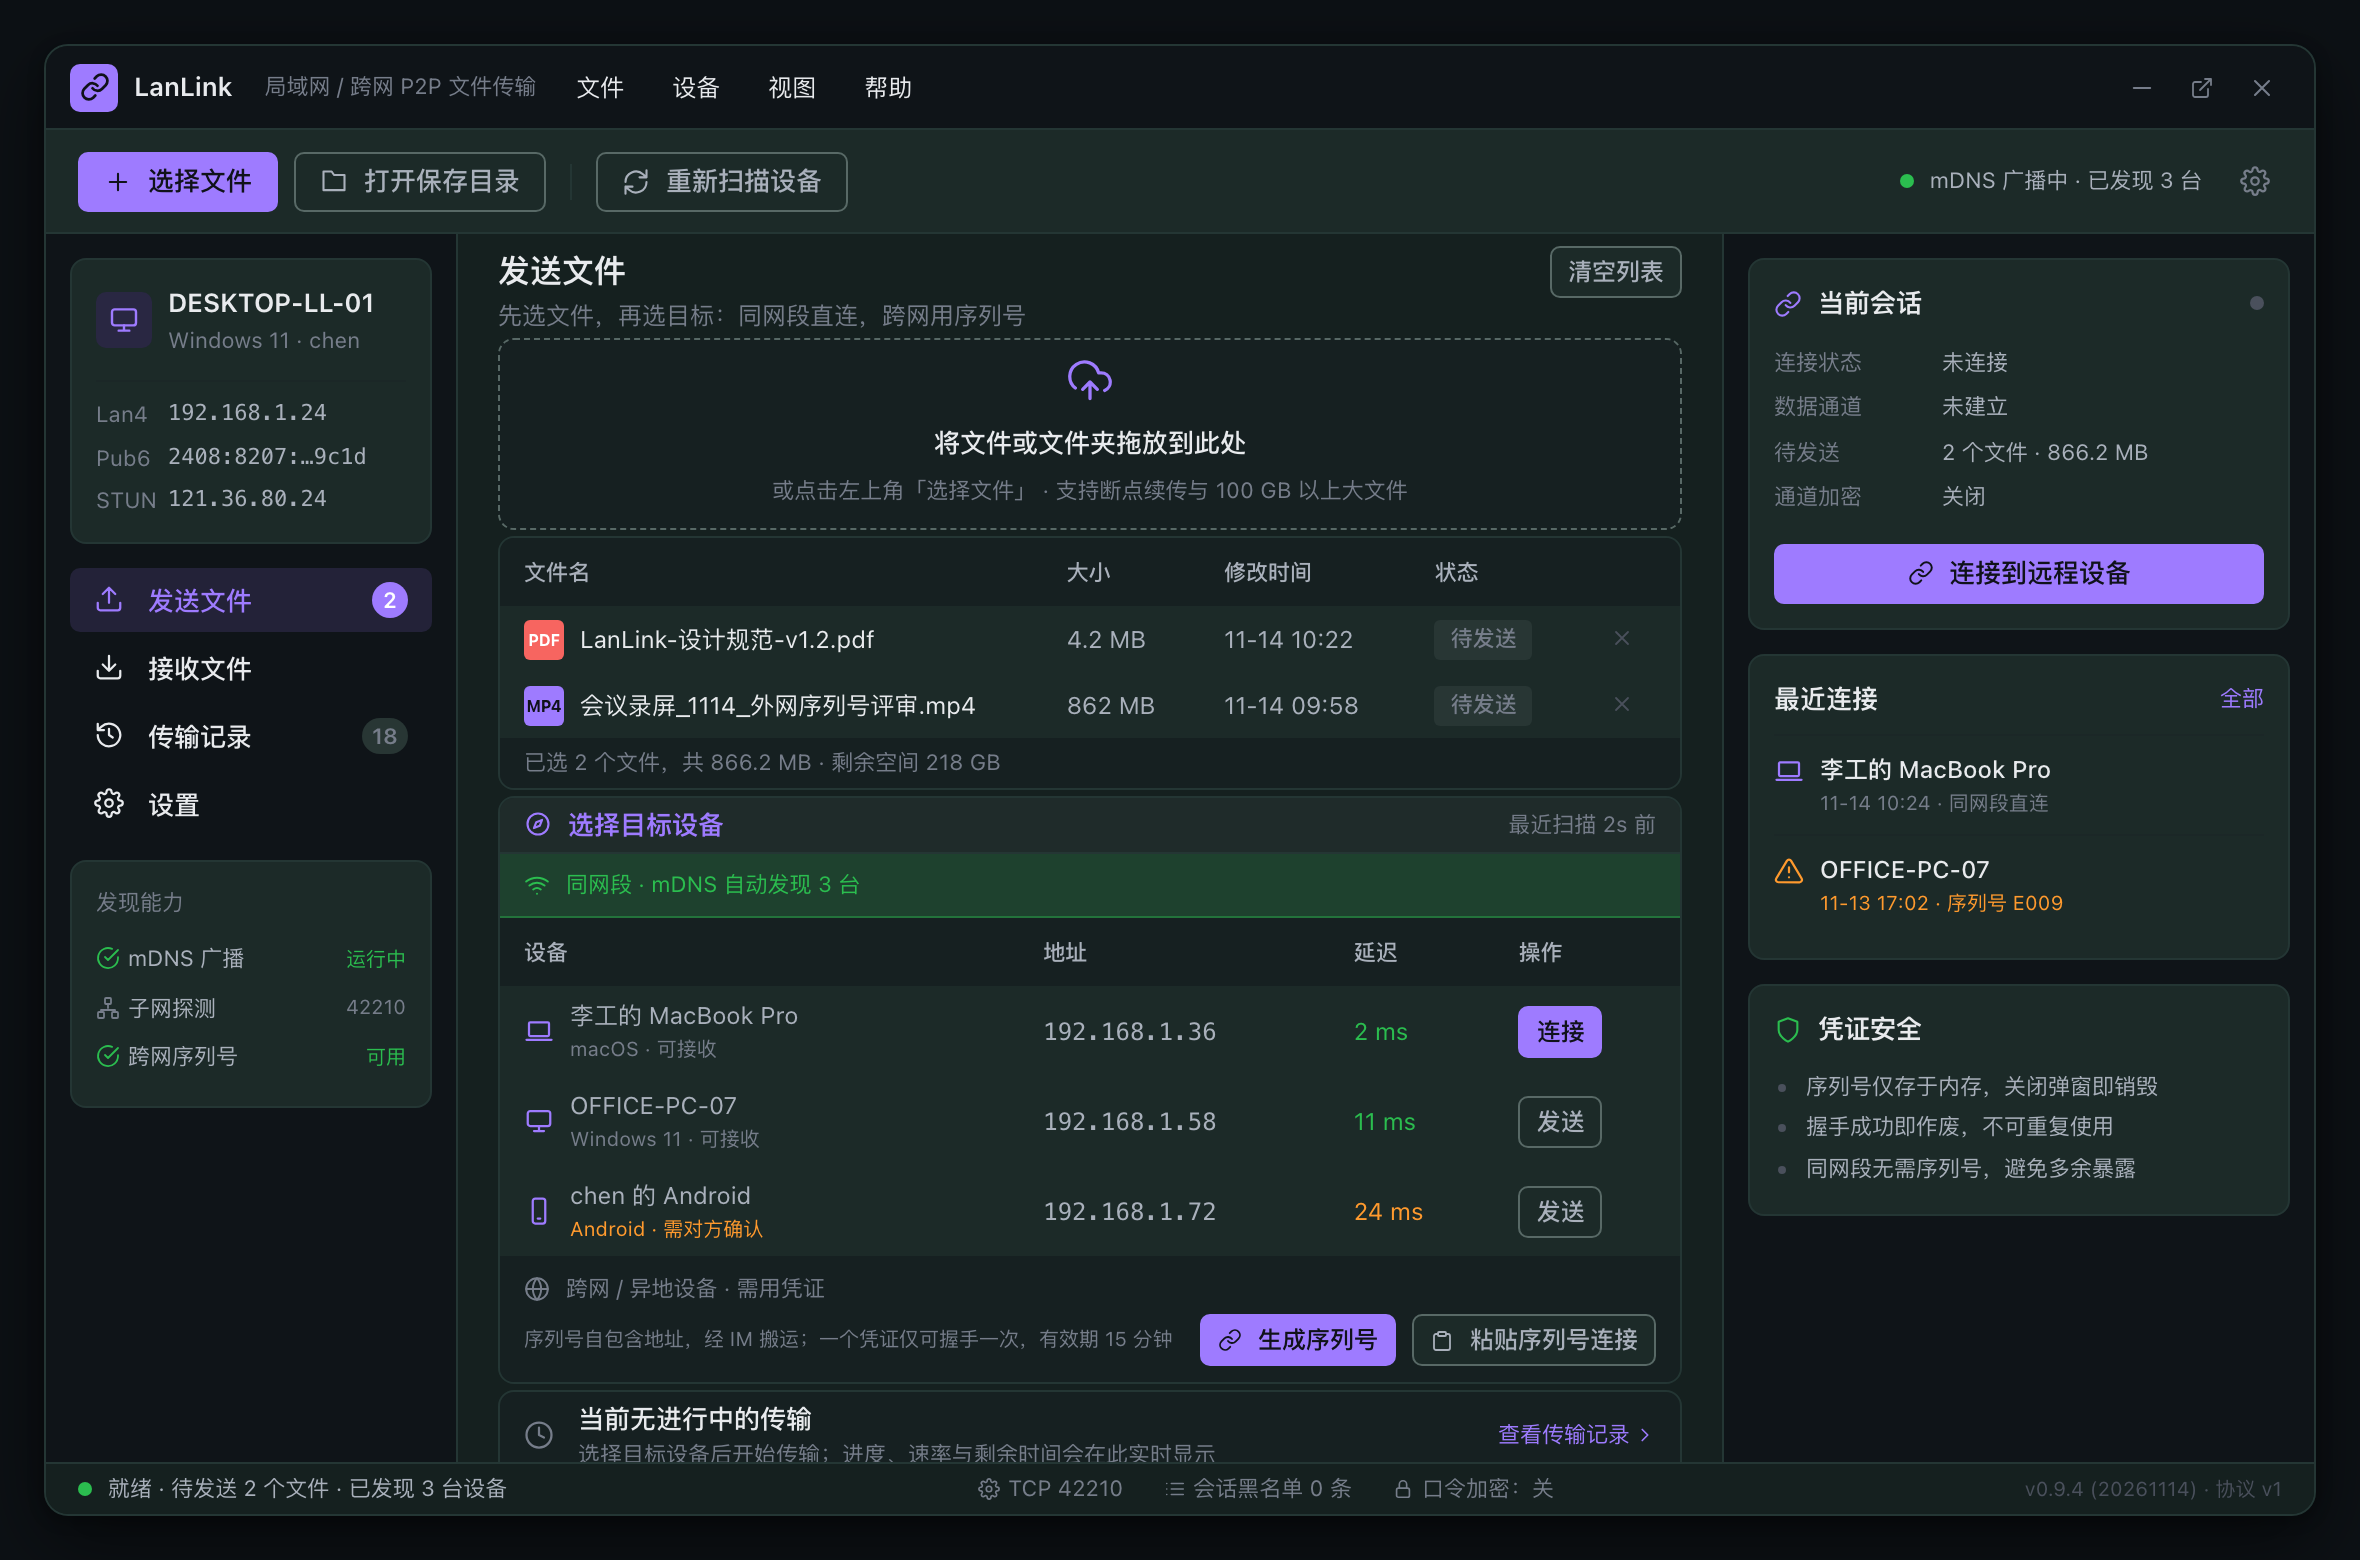 LanLink 局域网 / 跨网 P2P 文件传输 文件 设备 视图 帮助
选择文件 打开保存目录 重新扫描设备 mDNS 广播中 · 已发现 3 台
DESKTOP-LL-01
Windows 11 · chen
Lan4 192.168.1.24
Pub6 2408:8207:…9c1d
STUN 121.36.80.24
发送文件 2
接收文件
传输记录 18
设置
发现能力
mDNS 广播 运行中
子网探测 42210
跨网序列号 可用
发送文件 清空列表
先选文件，再选目标：同网段直连，跨网用序列号
将文件或文件夹拖放到此处
或点击左上角「选择文件」 · 支持断点续传与 100 GB 以上大文件
文件名 大小 修改时间 状态
PDF LanLink-设计规范-v1.2.pdf 4.2 MB 11-14 10:22 待发送
MP4 会议录屏_1114_外网序列号评审.mp4 862 MB 11-14 09:58 待发送
已选 2 个文件，共 866.2 MB · 剩余空间 218 GB
选择目标设备 最近扫描 2s 前
同网段 · mDNS 自动发现 3 台
设备 地址 延迟 操作
李工的 MacBook Pro
macOS · 可接收
192.168.1.36 2 ms 连接
OFFICE-PC-07
Windows 11 · 可接收
192.168.1.58 11 ms 发送
chen 的 Android
Android · 需对方确认
192.168.1.72 24 ms 发送
跨网 / 异地设备 · 需用凭证
序列号自包含地址，经 IM 搬运；一个凭证仅可握手一次，有效期 15 分钟 生成序列号 粘贴序列号连接
当前无进行中的传输
选择目标设备后开始传输；进度、速率与剩余时间会在此实时显示
查看传输记录
当前会话
连接状态 未连接
数据通道 未建立
待发送 2 个文件 · 866.2 MB
通道加密 关闭
连接到远程设备
最近连接 全部
李工的 MacBook Pro
11-14 10:24 · 同网段直连
OFFICE-PC-07
11-13 17:02 · 序列号 E009
凭证安全
序列号仅存于内存，关闭弹窗即销毁
握手成功即作废，不可重复使用
同网段无需序列号，避免多余暴露
就绪 · 待发送 2 个文件 · 已发现 3 台设备 TCP 42210 会话黑名单 0 条 口令加密：关 v0.9.4 (20261114) · 协议 v1